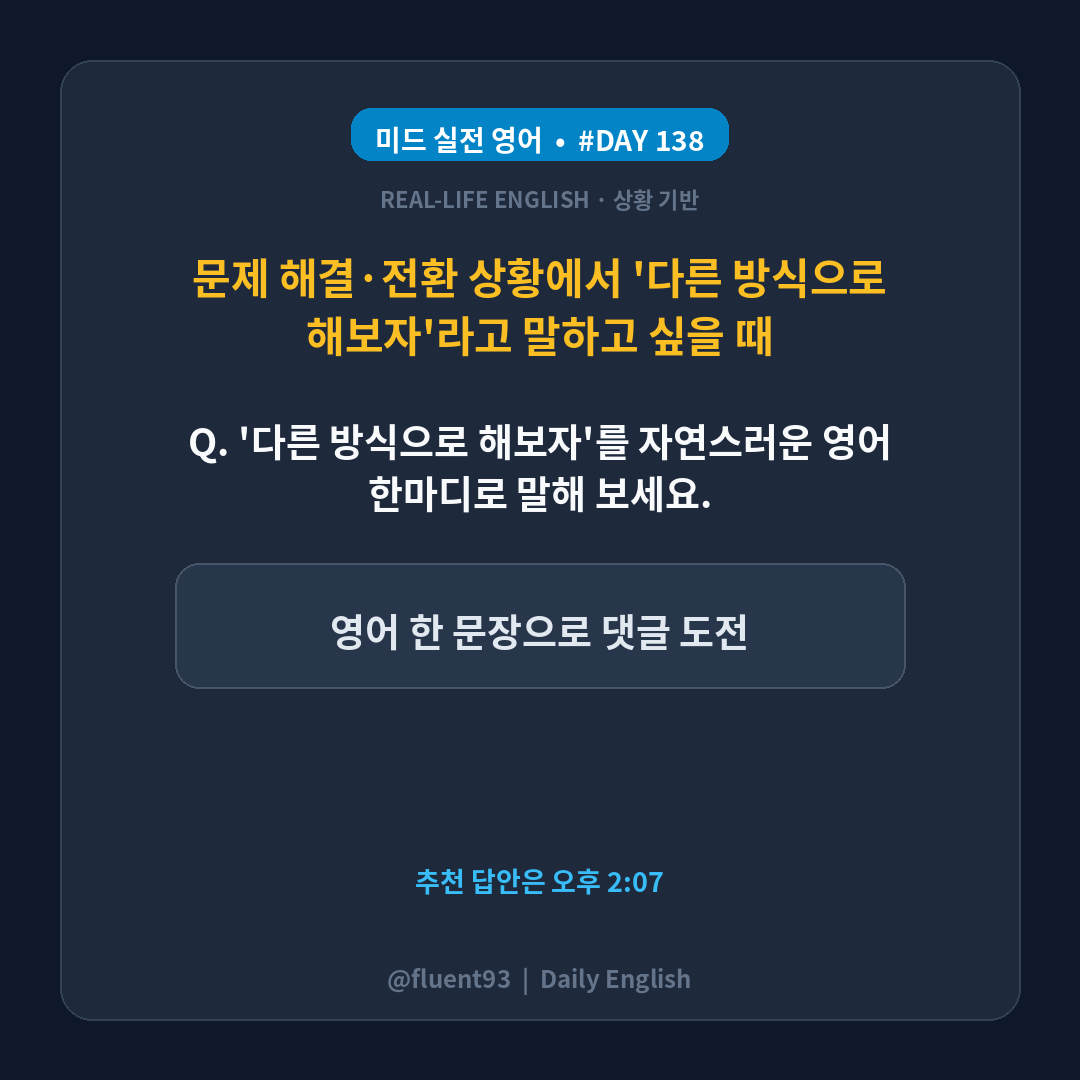 미드 실전 영어 • #DAY 138
REAL-LIFE ENGLISH · 상황 기반
문제 해결·전환 상황에서 '다른 방식으로
해보자'라고 말하고 싶을 때
Q. '다른 방식으로 해보자'를 자연스러운 영어
한마디로 말해 보세요.
영어 한 문장으로 댓글 도전
추천 답안은 오후 2:07
@fluent93 | Daily English